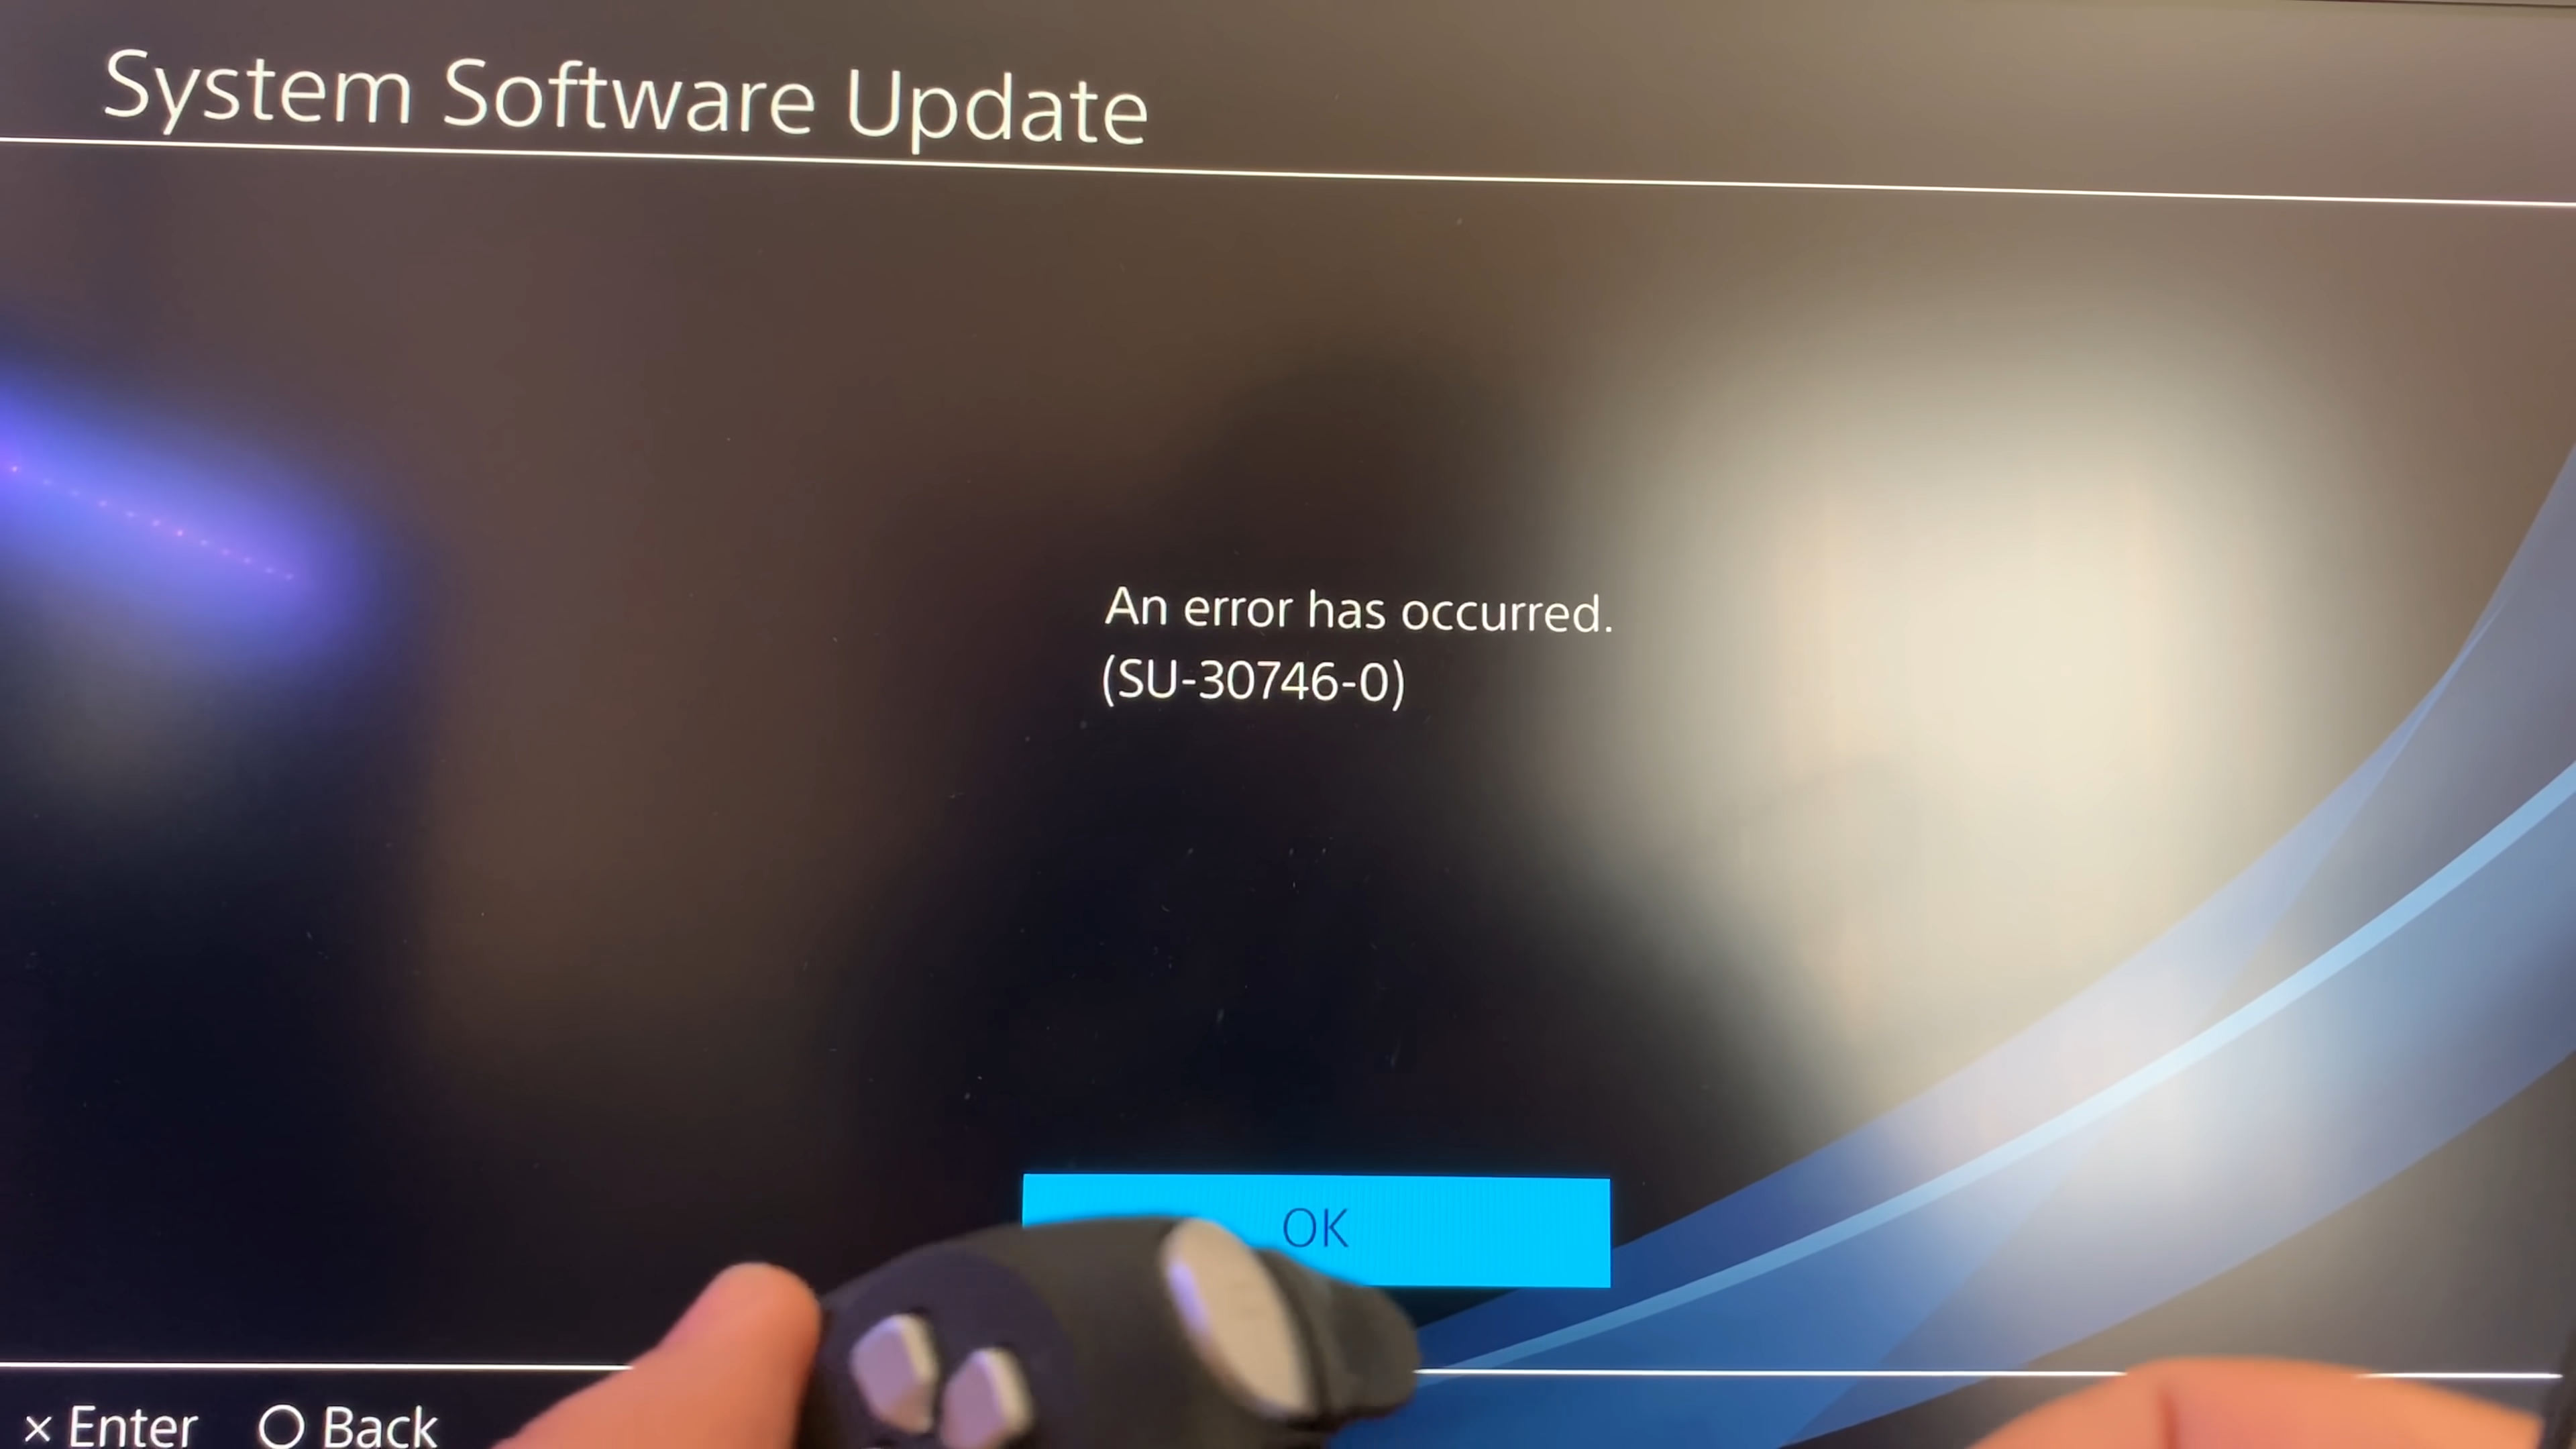 System Software Update
An error has occurred.
(SU-30746-0)
OK
× Enter ○ Back